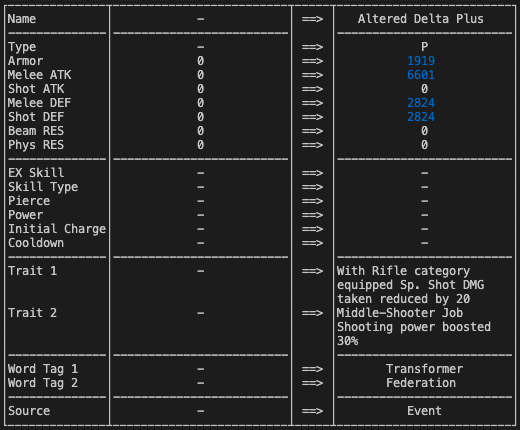 Name – ==> Altered Delta Plus
Type – ==> P
Armor 0 ==> 1919
Melee ATK 0 ==> 6601
Shot ATK 0 ==> 0
Melee DEF 0 ==> 2824
Shot DEF 0 ==> 2824
Beam RES 0 ==> 0
Phys RES 0 ==> 0
EX Skill – ==> –
Skill Type – ==> –
Pierce – ==> –
Power – ==> –
Initial Charge – ==> –
Cooldown – ==> –
Trait 1 – ==> With Rifle category
equipped Sp. Shot DMG
taken reduced by 20
Trait 2 – ==> Middle–Shooter Job
Shooting power boosted
30%
Word Tag 1 – ==> Transformer
Word Tag 2 – ==> Federation
Source – ==> Event